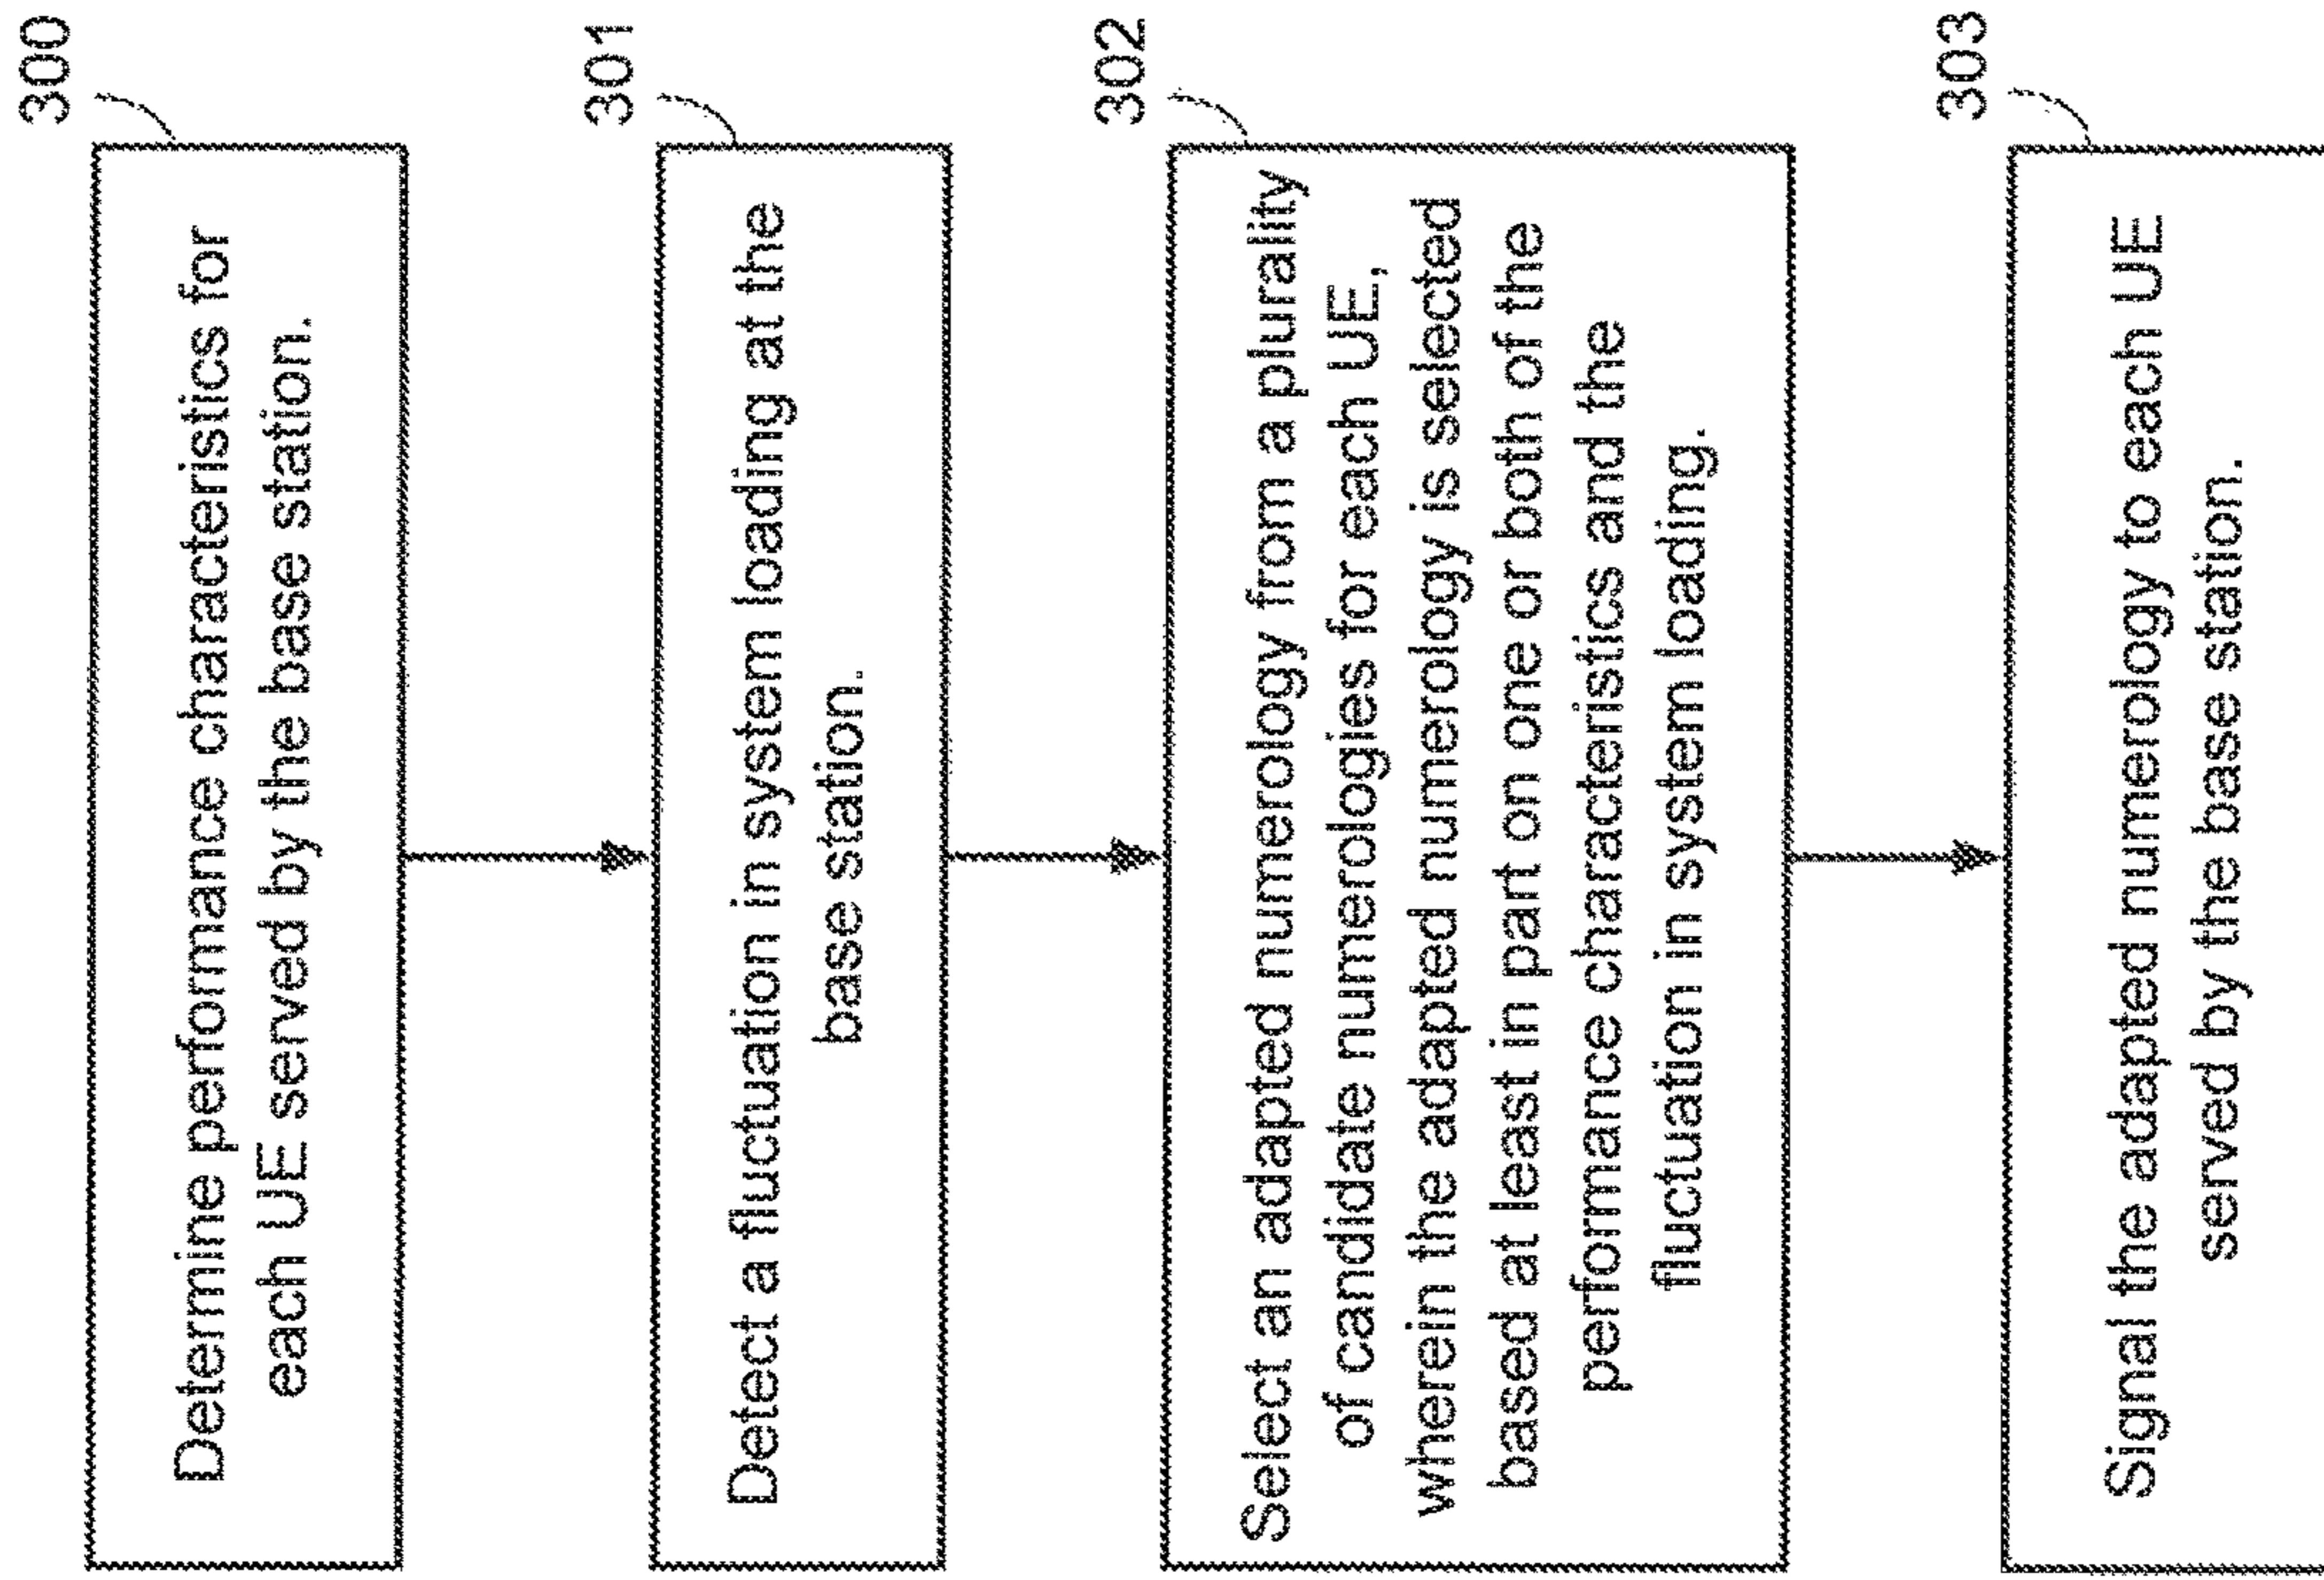 300
Determine performance characteristics for
each UE served by the base station.
301
Detect a fluctuation in system loading at the
base station.
302
Select an adapted numerology from a plurality
of candidate numerologies for each UE,
wherein the adapted numerology is selected
based at least in part on one or both of the
performance characteristics and the
fluctuation in system loading.
303
Signal the adapted numerology to each UE
served by the base station.